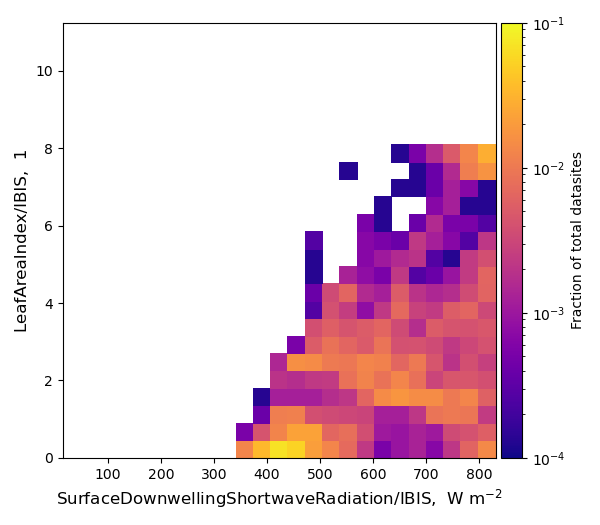 LeafAreaIndex/IBIS, 1
10
8
6
4
2
0
100 200 300 400 500 600 700 800
SurfaceDownwellingShortwaveRadiation/IBIS, W m⁻²
10⁻¹
10⁻²
10⁻³
10⁻⁴
Fraction of total datasites